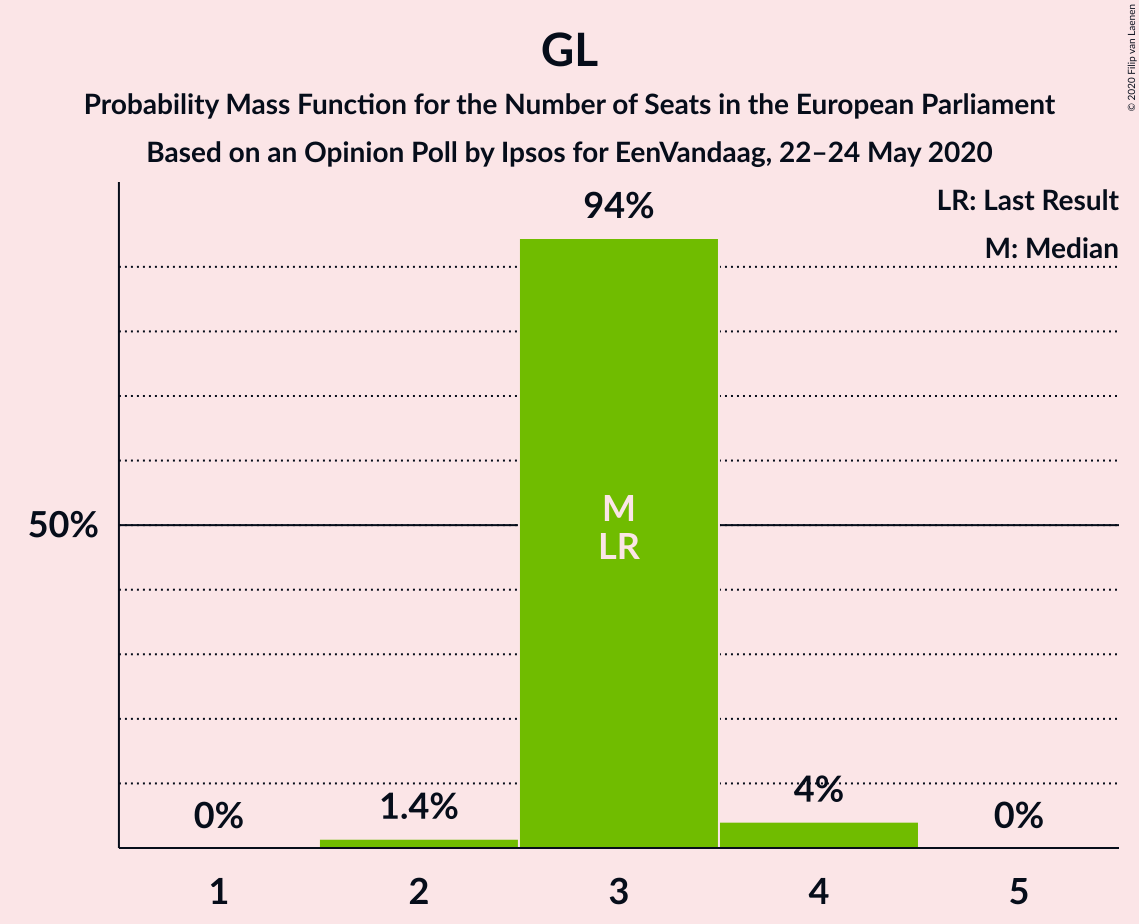 GL
Probability Mass Function for the Number of Seats in the European Parliament
Based on an Opinion Poll by Ipsos for EenVandaag, 22–24 May 2020
© 2020 Filip van Laenen
LR: Last Result
M: Median
94%
50%
M
LR
0%
1.4%
4%
0%
1
2
3
4
5